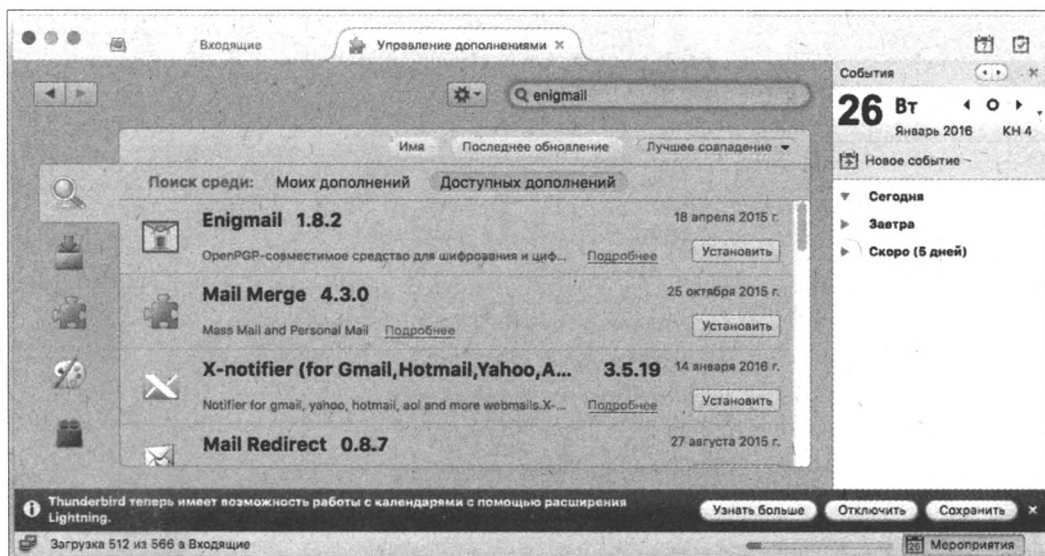 Входящие
Управление дополнениями ×
enigmail
Имя
Последнее обновление
Лучшее совпадение
Поиск среди: Моих дополнений Доступных дополнений
Enigmail 1.8.2
18 апреля 2015 г.
OpenPGP-совместимое средство для шифрования и циф... Подробнее
Установить
Mail Merge 4.3.0
25 октября 2015 г.
Mass Mail and Personal Mail Подробнее
Установить
X-notifier (for Gmail,Hotmail,Yahoo,A... 3.5.19
14 января 2016 г.
Notifier for gmail, yahoo, hotmail, aol and more webmails.X-... Подробнее
Установить
Mail Redirect 0.8.7
27 августа 2015 г.
События
26 Вт
Январь 2016 КН 4
Новое событие
Сегодня
Завтра
Скоро (5 дней)
Thunderbird теперь имеет возможность работы с календарями с помощью расширения
Lightning.
Узнать больше
Отключить
Сохранить
Загрузка 512 из 566 в Входящие
26 Мероприятия